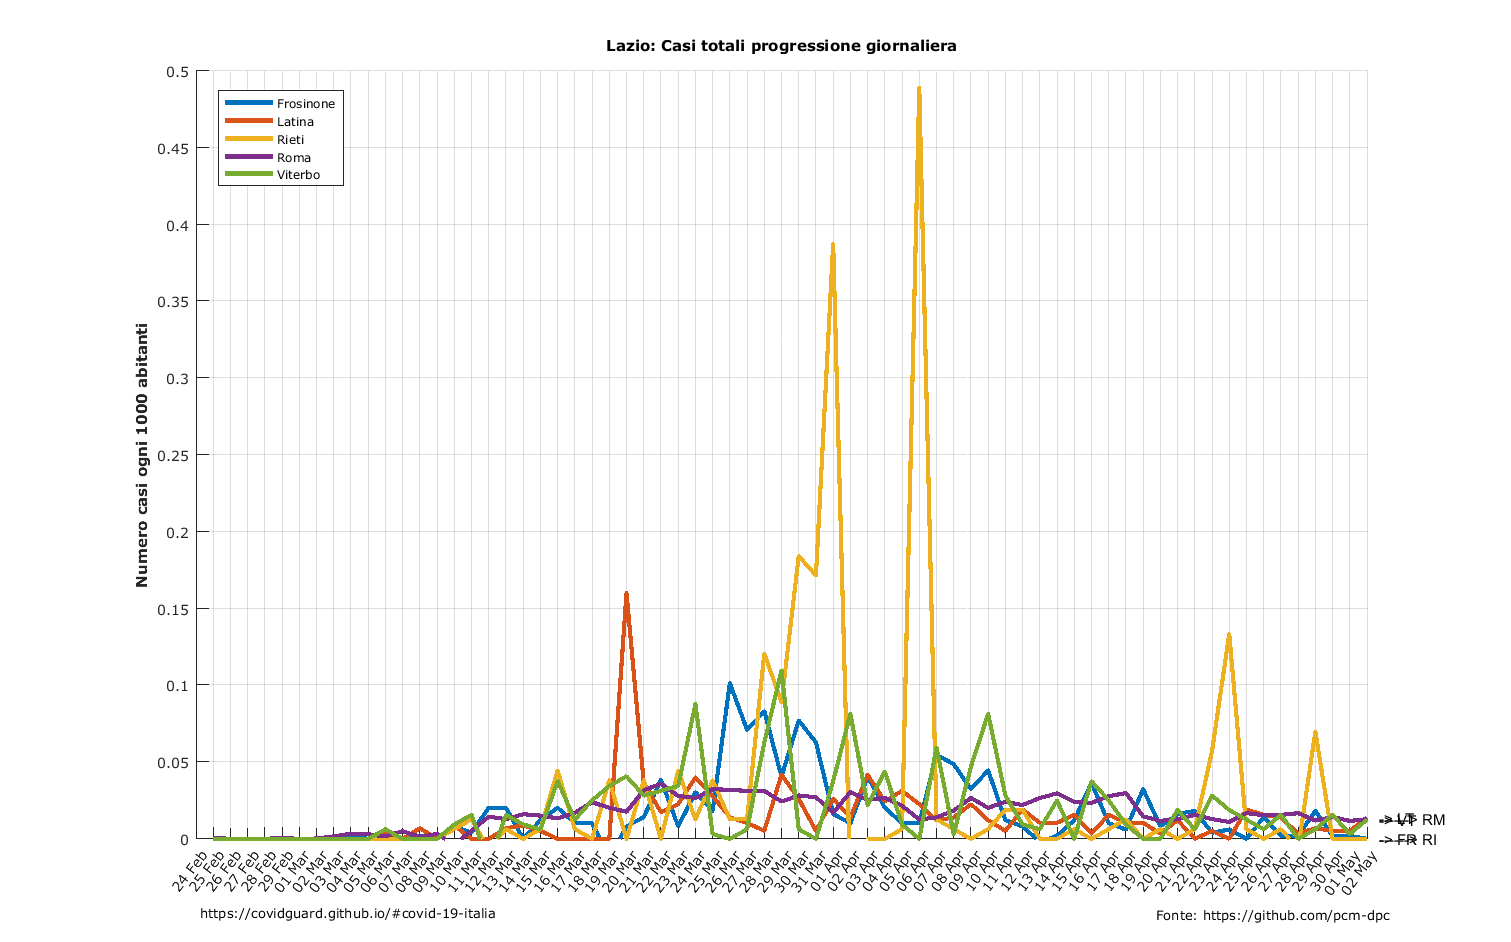 Lazio: Casi totali progressione giornaliera
Numero casi ogni 1000 abitanti
0.5
0.45
0.4
0.35
0.3
0.25
0.2
0.15
0.1
0.05
0
Frosinone
Latina
Rieti
Roma
Viterbo
24 Feb
25 Feb
26 Feb
27 Feb
28 Feb
29 Feb
01 Mar
02 Mar
03 Mar
04 Mar
05 Mar
06 Mar
07 Mar
08 Mar
09 Mar
10 Mar
11 Mar
12 Mar
13 Mar
14 Mar
15 Mar
16 Mar
17 Mar
18 Mar
19 Mar
20 Mar
21 Mar
22 Mar
23 Mar
24 Mar
25 Mar
26 Mar
27 Mar
28 Mar
29 Mar
30 Mar
31 Mar
01 Apr
02 Apr
03 Apr
04 Apr
05 Apr
06 Apr
07 Apr
08 Apr
09 Apr
10 Apr
11 Apr
12 Apr
13 Apr
14 Apr
15 Apr
16 Apr
17 Apr
18 Apr
19 Apr
20 Apr
21 Apr
22 Apr
23 Apr
24 Apr
25 Apr
26 Apr
27 Apr
28 Apr
29 Apr
30 Apr
01 May
02 May
RM
-> FR
RI
https://covidguard.github.io/#covid-19-italia
Fonte: https://github.com/pcm-dpc